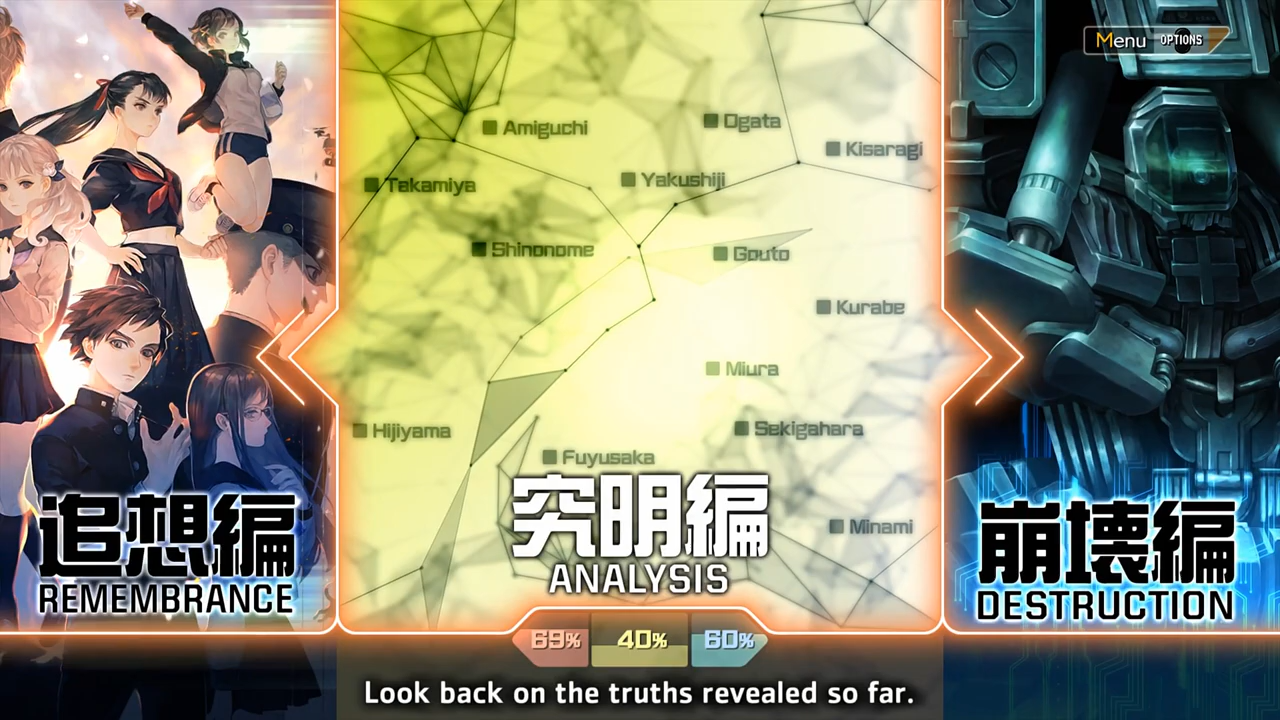 Menu OPTIONS
Amiguchi
Ogata
Kisaragi
Takamiya
Yakushiji
Shinonome
Gouto
Kurabe
Miura
Hijiyama
Sekigahara
Fuyusaka
Minami
追想編
REMEMBRANCE
究明編
ANALYSIS
崩壊編
DESTRUCTION
69% 40% 60%
Look back on the truths revealed so far.